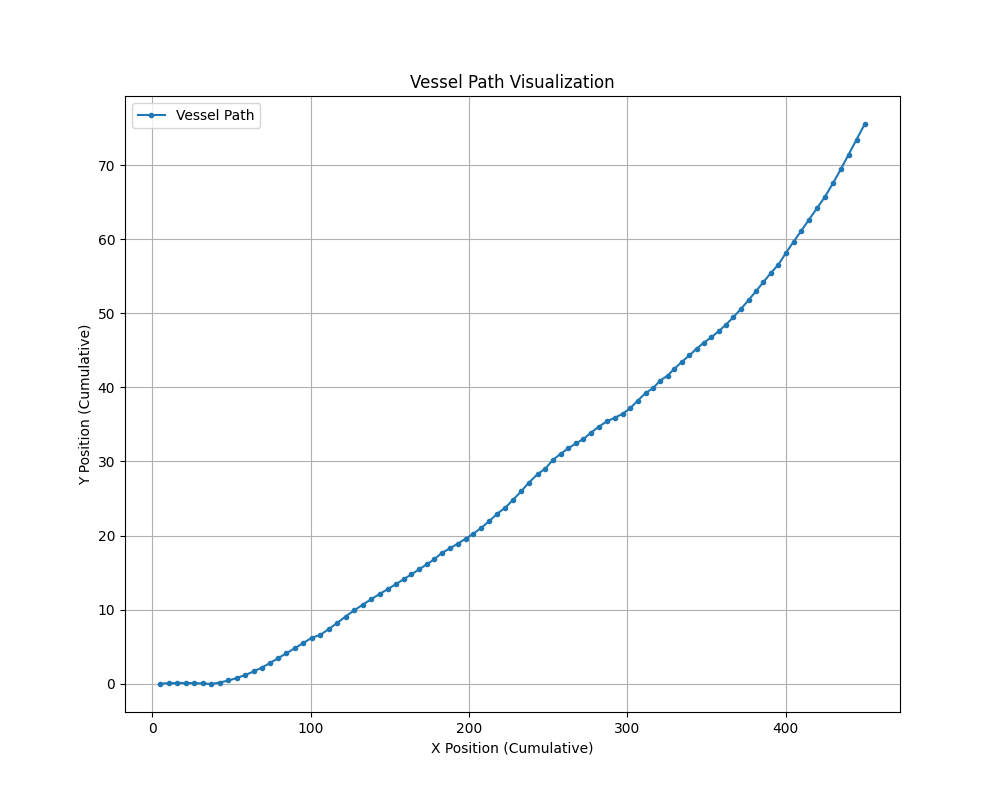 Vessel Path Visualization
Vessel Path
70
60
50
40
30
20
10
0
Y Position (Cumulative)
0 100 200 300 400
X Position (Cumulative)